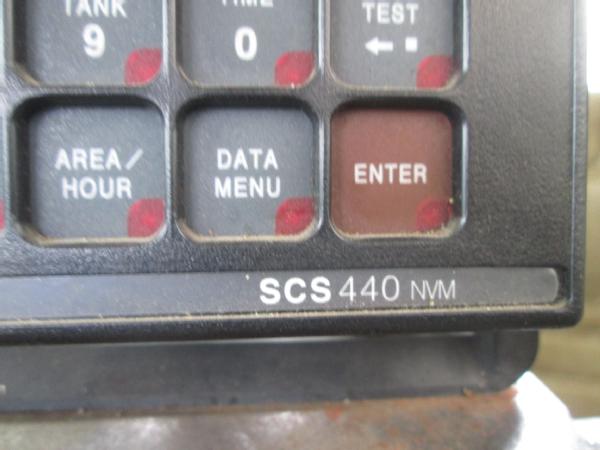 TANK
9
TIME
0
TEST
AREA/
HOUR
DATA
MENU
ENTER
SCS 440 NVM